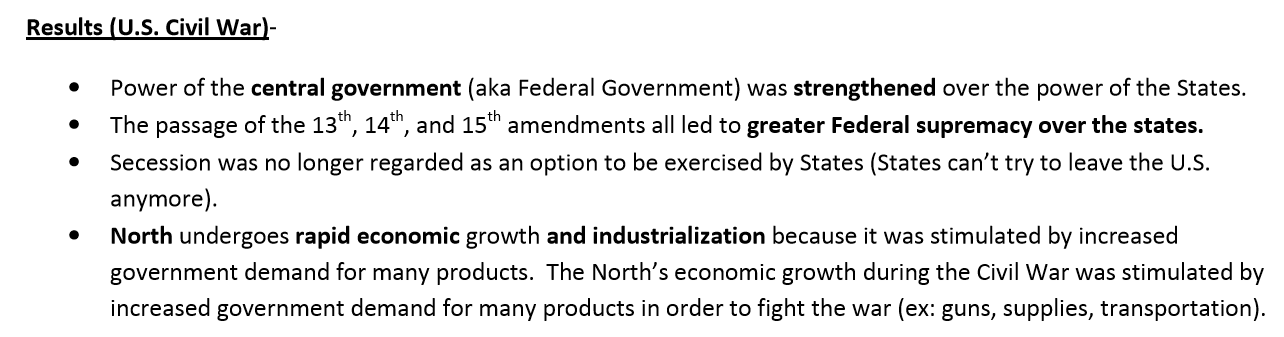 Results (U.S. Civil War)-
• Power of the central government (aka Federal Government) was strengthened over the power of the States.
• The passage of the 13th, 14th, and 15th amendments all led to greater Federal supremacy over the states.
• Secession was no longer regarded as an option to be exercised by States (States can’t try to leave the U.S.
anymore).
• North undergoes rapid economic growth and industrialization because it was stimulated by increased
government demand for many products.  The North’s economic growth during the Civil War was stimulated by
increased government demand for many products in order to fight the war (ex: guns, supplies, transportation).